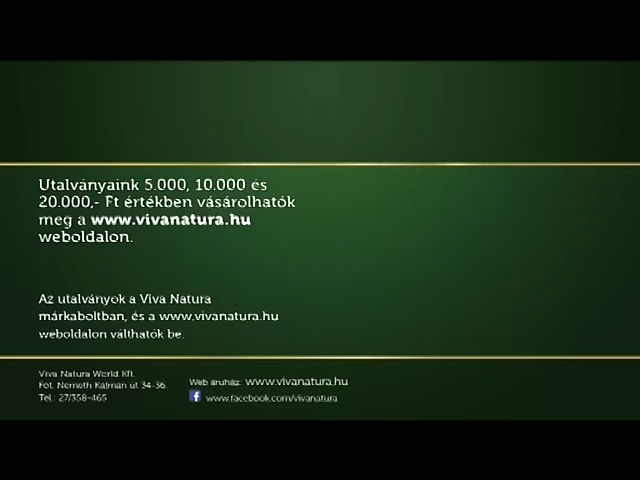 Utalványaink 5.000, 10.000 és
20.000,- Ft értékben vásárolhatók
meg a www.vivanatura.hu
weboldalon.
Az utalványok a Viva Natura
márkaboltban, és a www.vivanatura.hu
weboldalon válthatók be.
Viva Natura World Kft.
Fót, Németh Kálmán út 34-36.
Tel.: 27/358-465
Web áruház: www.vivanatura.hu
www.facebook.com/vivanatura